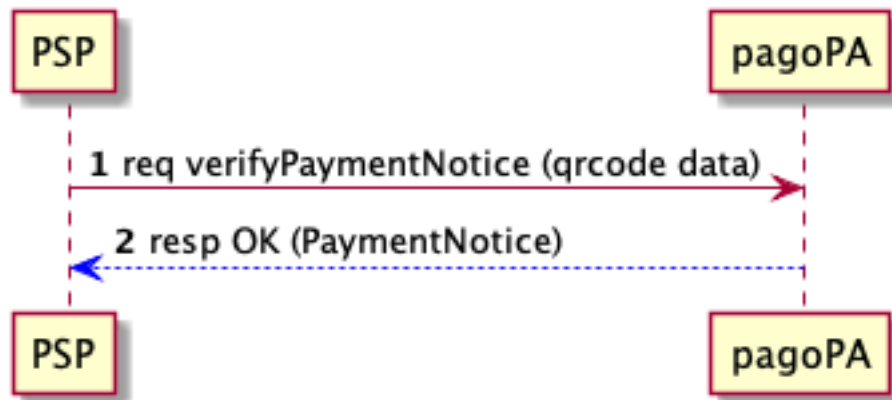 PSP
pagoPA
1 req verifyPaymentNotice (qrcode data)
2 resp OK (PaymentNotice)
PSP
pagoPA